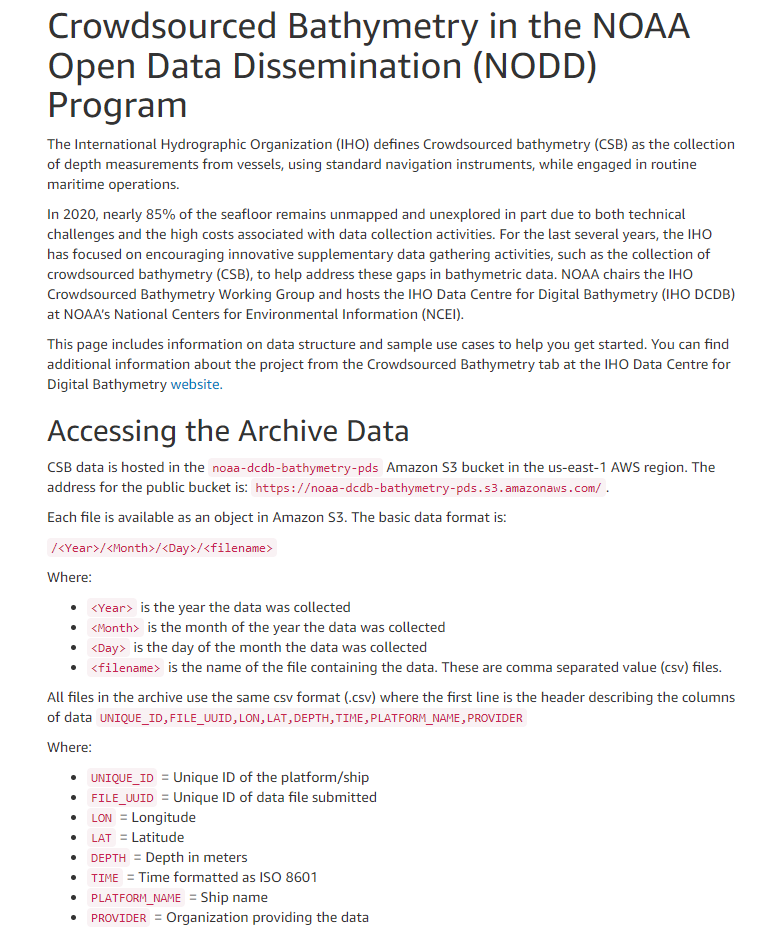 Crowdsourced Bathymetry in the NOAA
Open Data Dissemination (NODD)
Program
The International Hydrographic Organization (IHO) defines Crowdsourced bathymetry (CSB) as the collection
of depth measurements from vessels, using standard navigation instruments, while engaged in routine
maritime operations.
In 2020, nearly 85% of the seafloor remains unmapped and unexplored in part due to both technical
challenges and the high costs associated with data collection activities. For the last several years, the IHO
has focused on encouraging innovative supplementary data gathering activities, such as the collection of
crowdsourced bathymetry (CSB), to help address these gaps in bathymetric data. NOAA chairs the IHO
Crowdsourced Bathymetry Working Group and hosts the IHO Data Centre for Digital Bathymetry (IHO DCDB)
at NOAA's National Centers for Environmental Information (NCEI).
This page includes information on data structure and sample use cases to help you get started. You can find
additional information about the project from the Crowdsourced Bathymetry tab at the IHO Data Centre for
Digital Bathymetry website.
Accessing the Archive Data
CSB data is hosted in the noaa-dcdb-bathymetry-pds Amazon S3 bucket in the us-east-1 AWS region. The
address for the public bucket is: https://noaa-dcdb-bathymetry-pds.s3.amazonaws.com/ .
Each file is available as an object in Amazon S3. The basic data format is:
/<Year>/<Month>/<Day>/<filename>
Where:
• <Year> is the year the data was collected
• <Month> is the month of the year the data was collected
• <Day> is the day of the month the data was collected
• <filename> is the name of the file containing the data. These are comma separated value (csv) files.
All files in the archive use the same csv format (.csv) where the first line is the header describing the columns
of data UNIQUE_ID,FILE_UUID,LON,LAT,DEPTH,TIME,PLATFORM_NAME,PROVIDER
Where:
• UNIQUE_ID = Unique ID of the platform/ship
• FILE_UUID = Unique ID of data file submitted
• LON = Longitude
• LAT = Latitude
• DEPTH = Depth in meters
• TIME = Time formatted as ISO 8601
• PLATFORM_NAME = Ship name
• PROVIDER = Organization providing the data